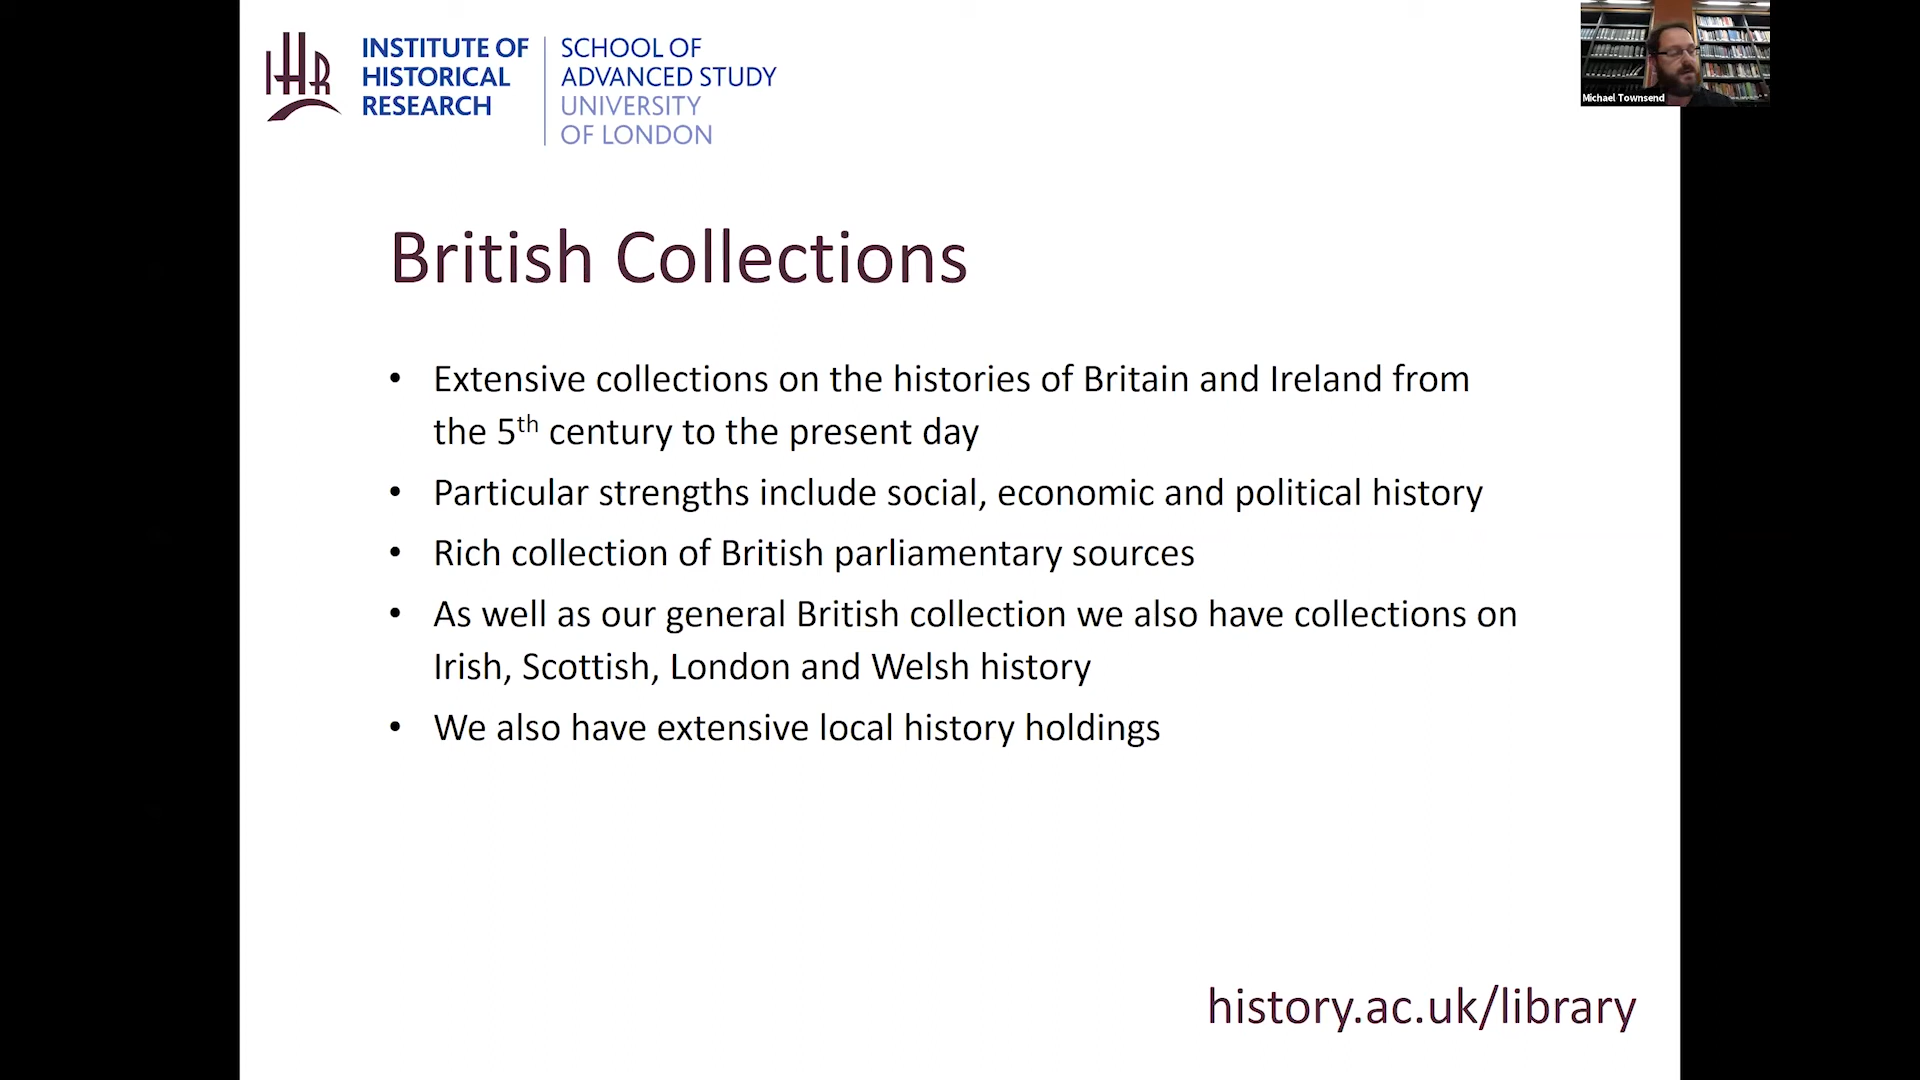 IHR
INSTITUTE OF
HISTORICAL
RESEARCH
SCHOOL OF
ADVANCED STUDY
UNIVERSITY
OF LONDON
Michael Townsend
British Collections
• Extensive collections on the histories of Britain and Ireland from
the 5th century to the present day
• Particular strengths include social, economic and political history
• Rich collection of British parliamentary sources
• As well as our general British collection we also have collections on
Irish, Scottish, London and Welsh history
• We also have extensive local history holdings
history.ac.uk/library